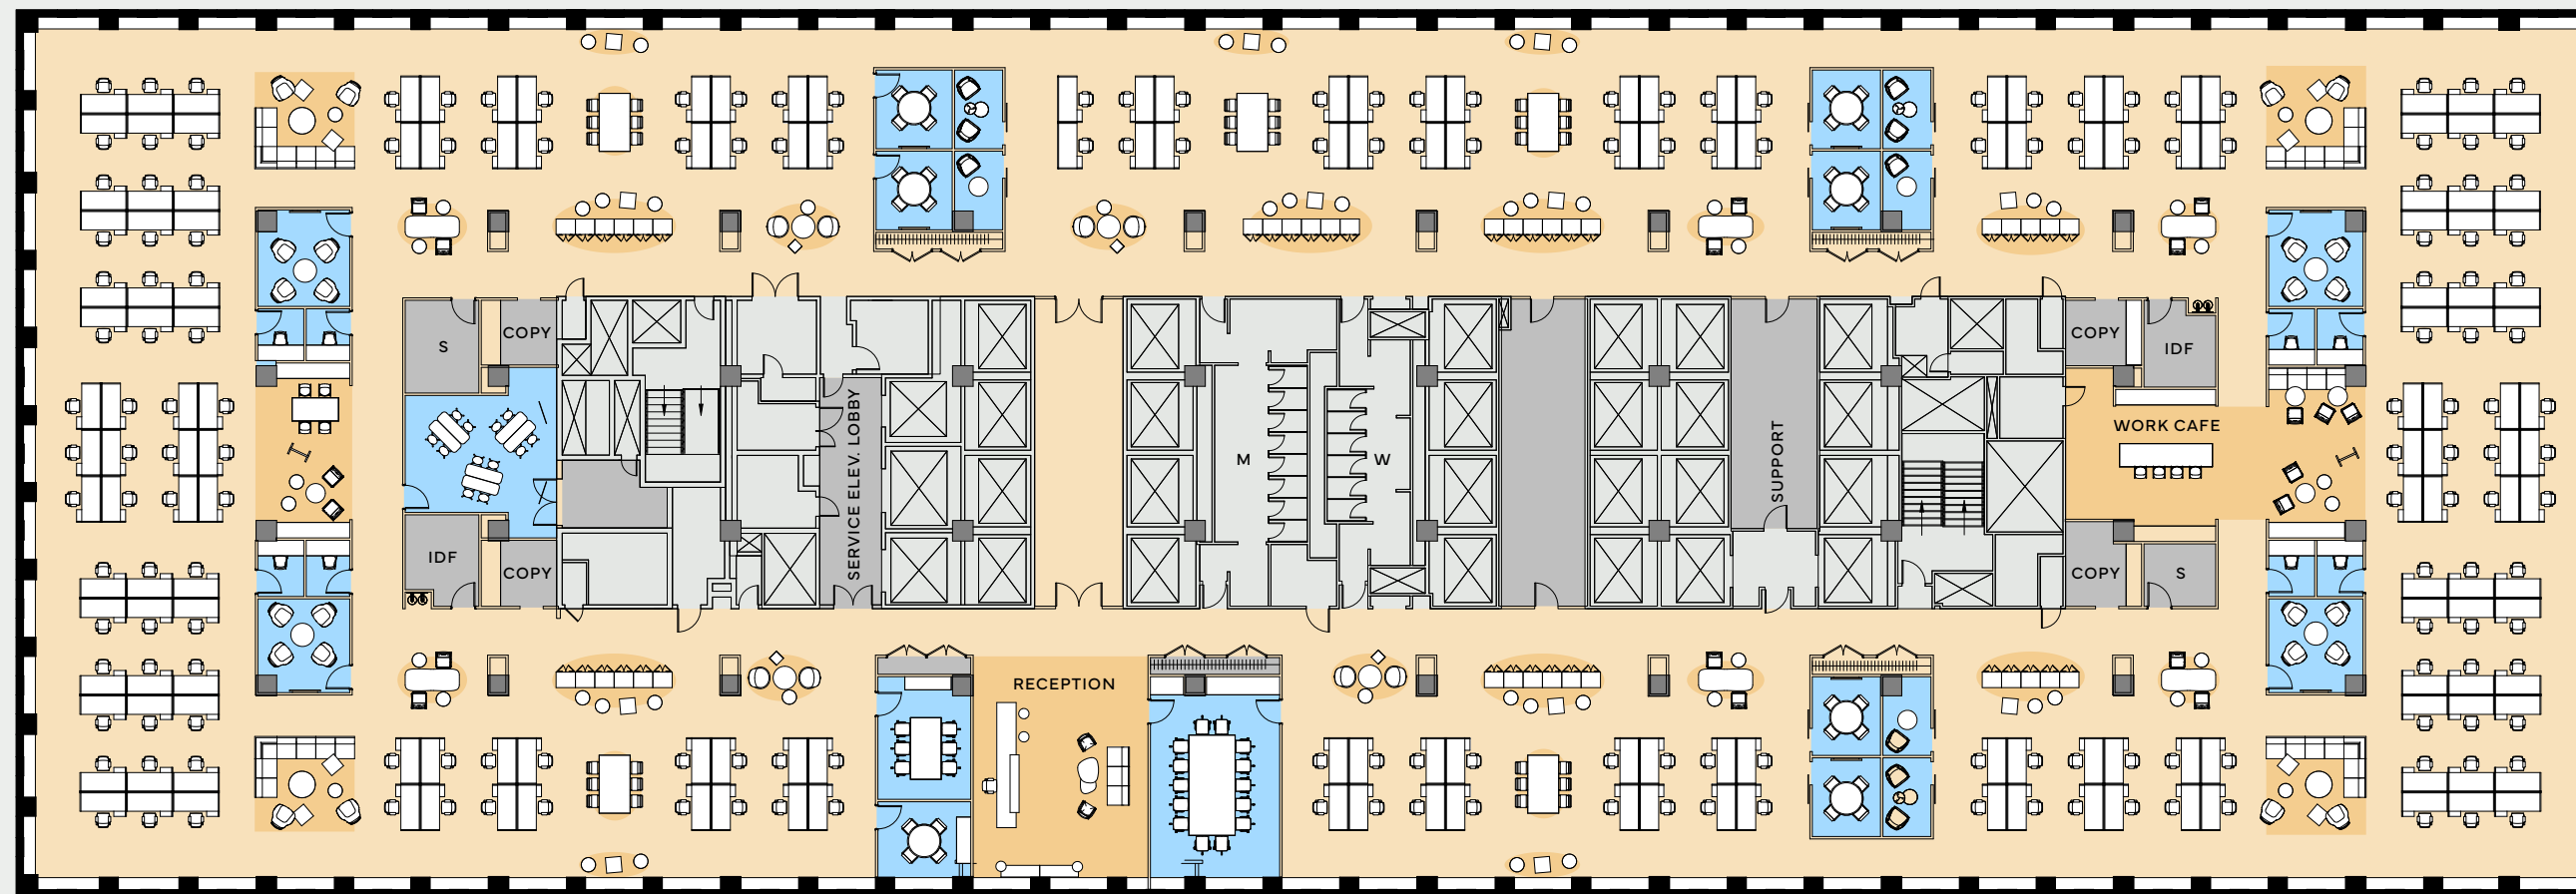 COPY
S
COPY
IDF
SERVICE ELEV. LOBBY
WORK CAFE
M
W
SUPPORT
IDF
COPY
COPY
S
RECEPTION